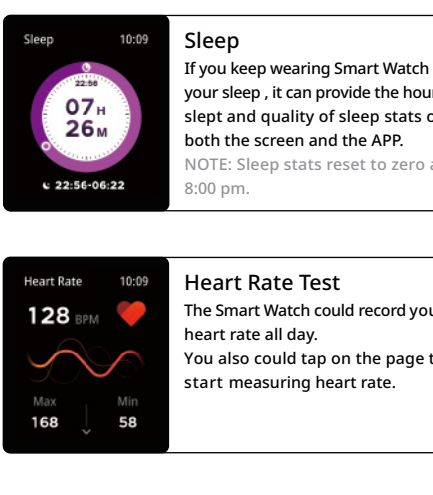 Sleep 10:09
22:56
07H
26M
22:56-06:22
Sleep
If you keep wearing Smart Watch
your sleep , it can provide the hour
slept and quality of sleep stats
both the screen and the APP.
NOTE: Sleep stats reset to zero
8:00 pm.
Heart Rate 10:09
128 BPM
Max Min
168 58
Heart Rate Test
The Smart Watch could record you
heart rate all day.
You also could tap on the page
start measuring heart rate.